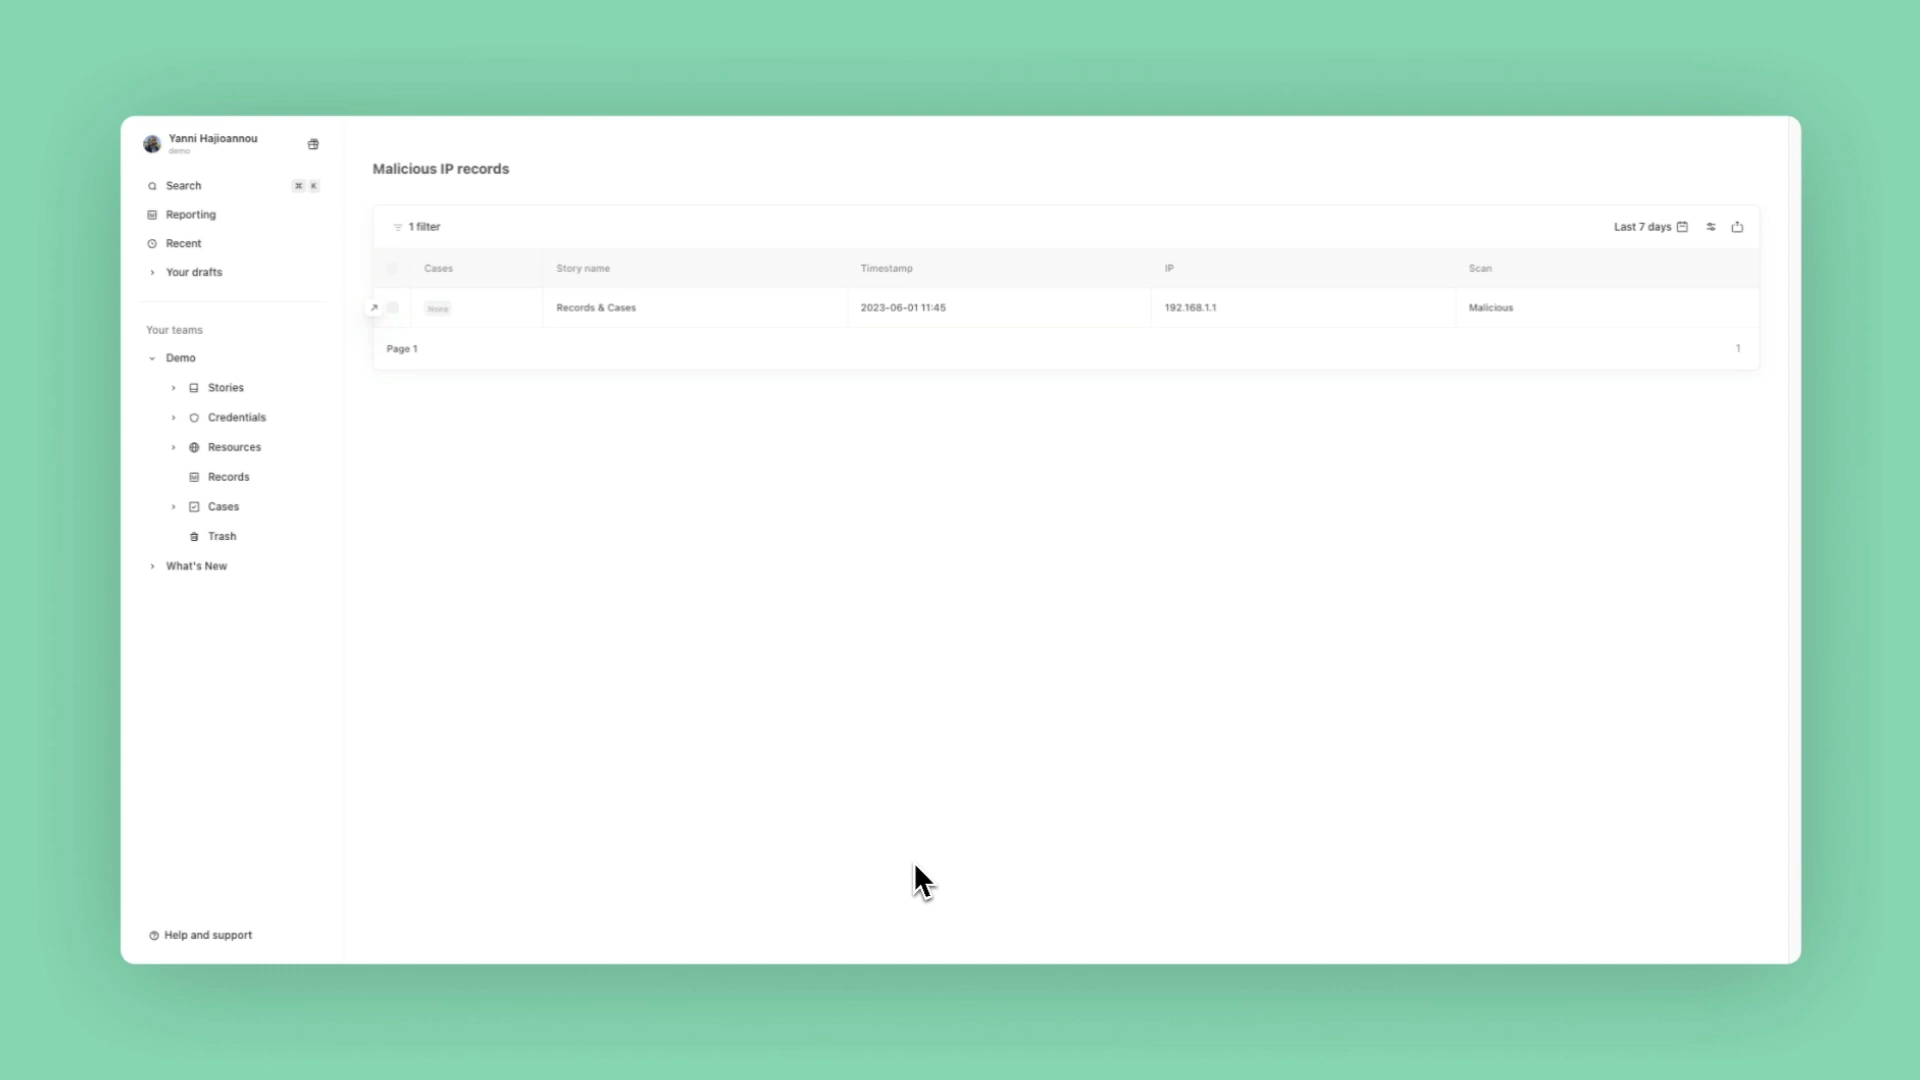 Yanni Hajioannou
demo
Search ⌘ K
Reporting
Recent
Your drafts
Your teams
Demo
Stories
Credentials
Resources
Records
Cases
Trash
What's New
Help and support
Malicious IP records
1 filter
Last 7 days
Cases Story name Timestamp IP Scan
None Records & Cases 2023-06-01 11:45 192.168.1.1 Malicious
Page 1 1